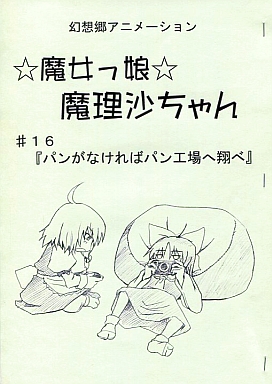 幻想郷アニメーション
☆魔女っ娘☆
魔理沙ちゃん
♯１６
『パンがなければパン工場へ翔べ』